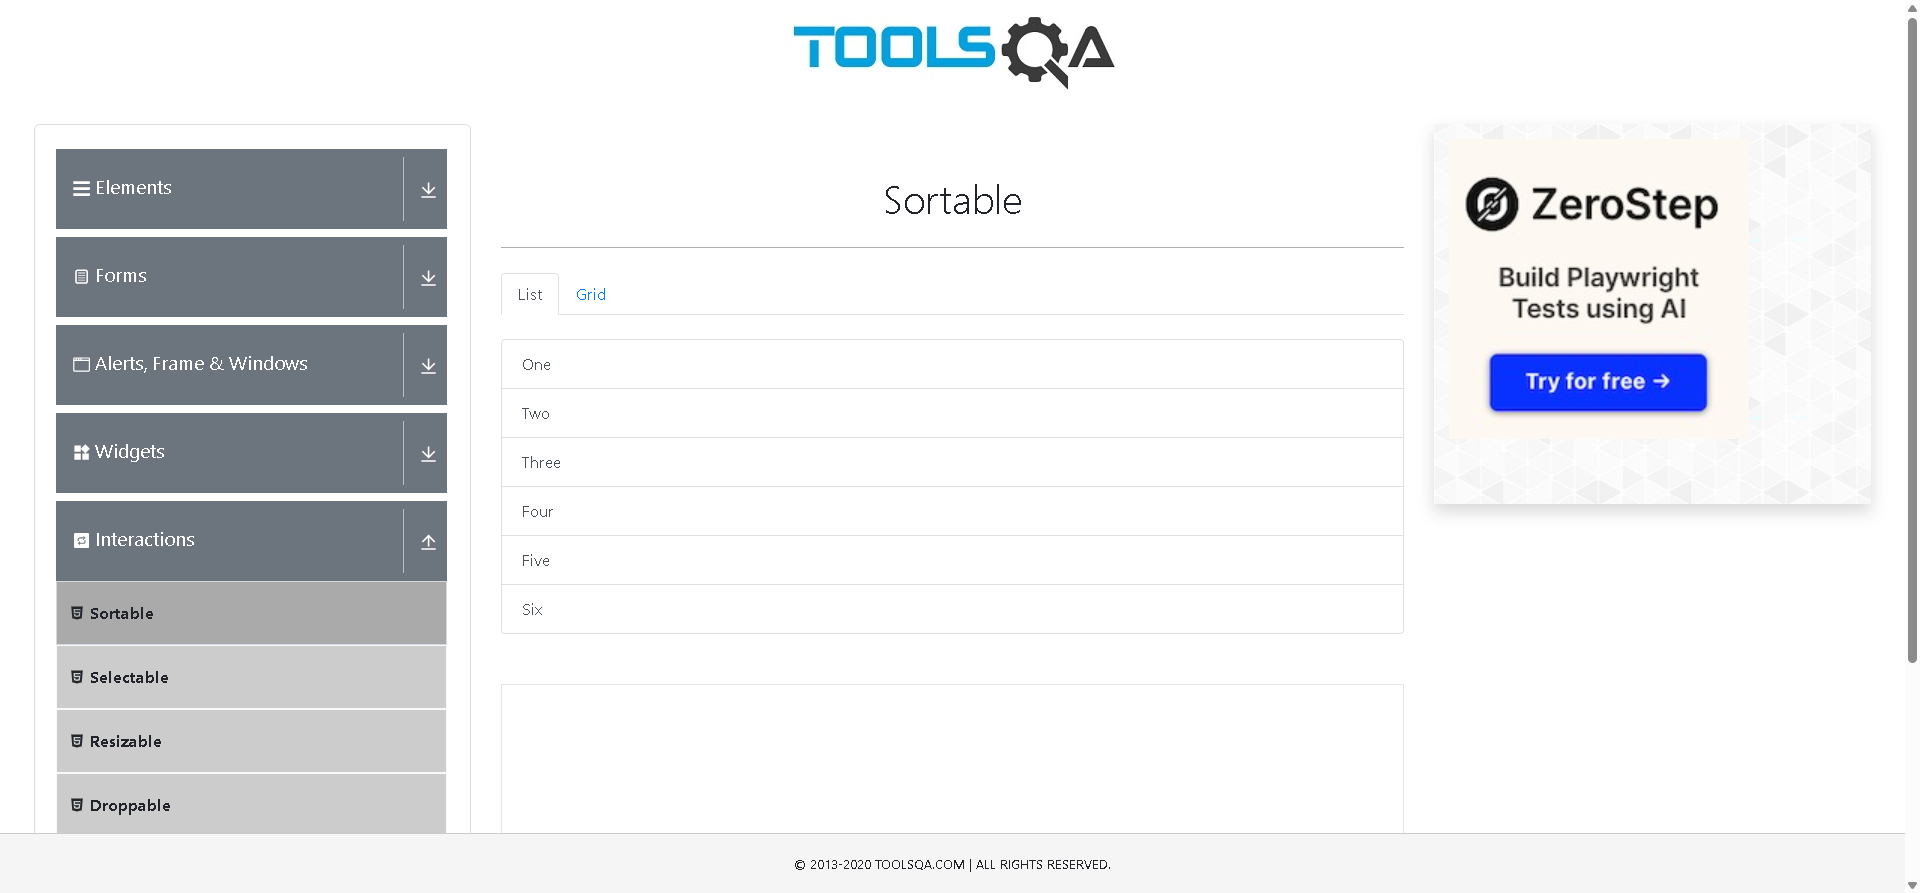 TOOLSQA
Elements
Forms
Alerts, Frame & Windows
Widgets
Interactions
Sortable
Selectable
Resizable
Droppable
Sortable
List
Grid
One
Two
Three
Four
Five
Six
ZeroStep
Build Playwright
Tests using AI
Try for free →
© 2013-2020 TOOLSQA.COM | ALL RIGHTS RESERVED.